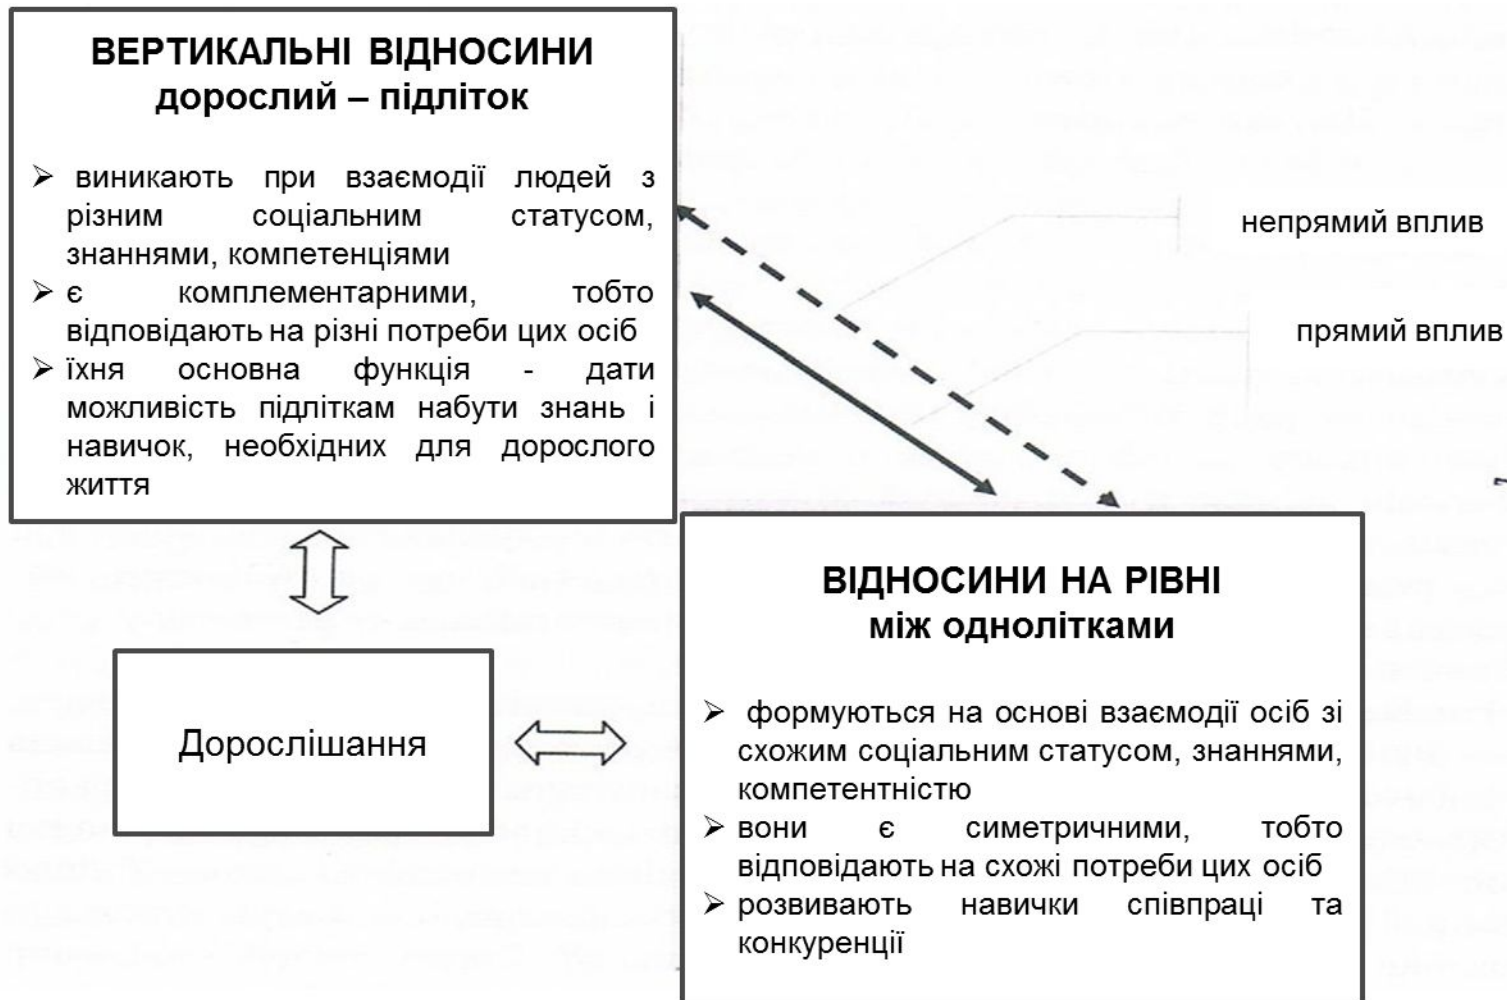 ВЕРТИКАЛЬНІ ВІДНОСИНИ
дорослий – підліток
➢ виникають при взаємодії людей з
різним соціальним статусом,
знаннями, компетенціями
➢ є комплементарними, тобто
відповідають на різні потреби цих осіб
➢ їхня основна функція - дати
можливість підліткам набути знань і
навичок, необхідних для дорослого
життя
непрямий вплив
прямий вплив
Дорослішання
ВІДНОСИНИ НА РІВНІ
між однолітками
➢ формуються на основі взаємодії осіб зі
схожим соціальним статусом, знаннями,
компетентністю
➢ вони є симетричними, тобто
відповідають на схожі потреби цих осіб
➢ розвивають навички співпраці та
конкуренції